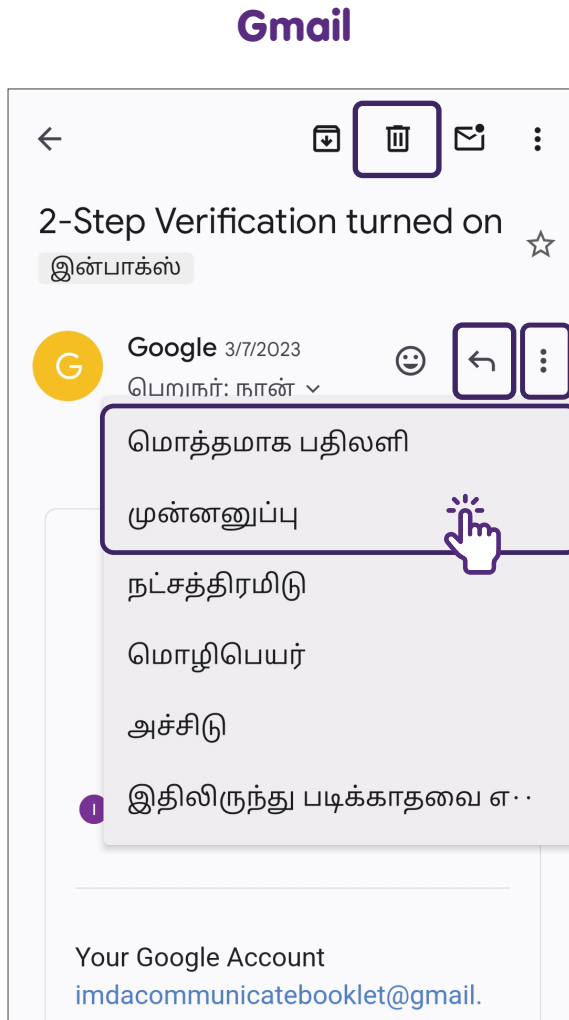 Gmail
2-Step Verification turned on
இன்பாக்ஸ்
G
Google 3/7/2023
பெறுநர்: நான்
மொத்தமாக பதிலளி
முன்னனுப்பு
நட்சத்திரமிடு
மொழிபெயர்
அச்சிடு
இதிலிருந்து படிக்காதவை எ··
I
Your Google Account
imdacommunicatebooklet@gmail.